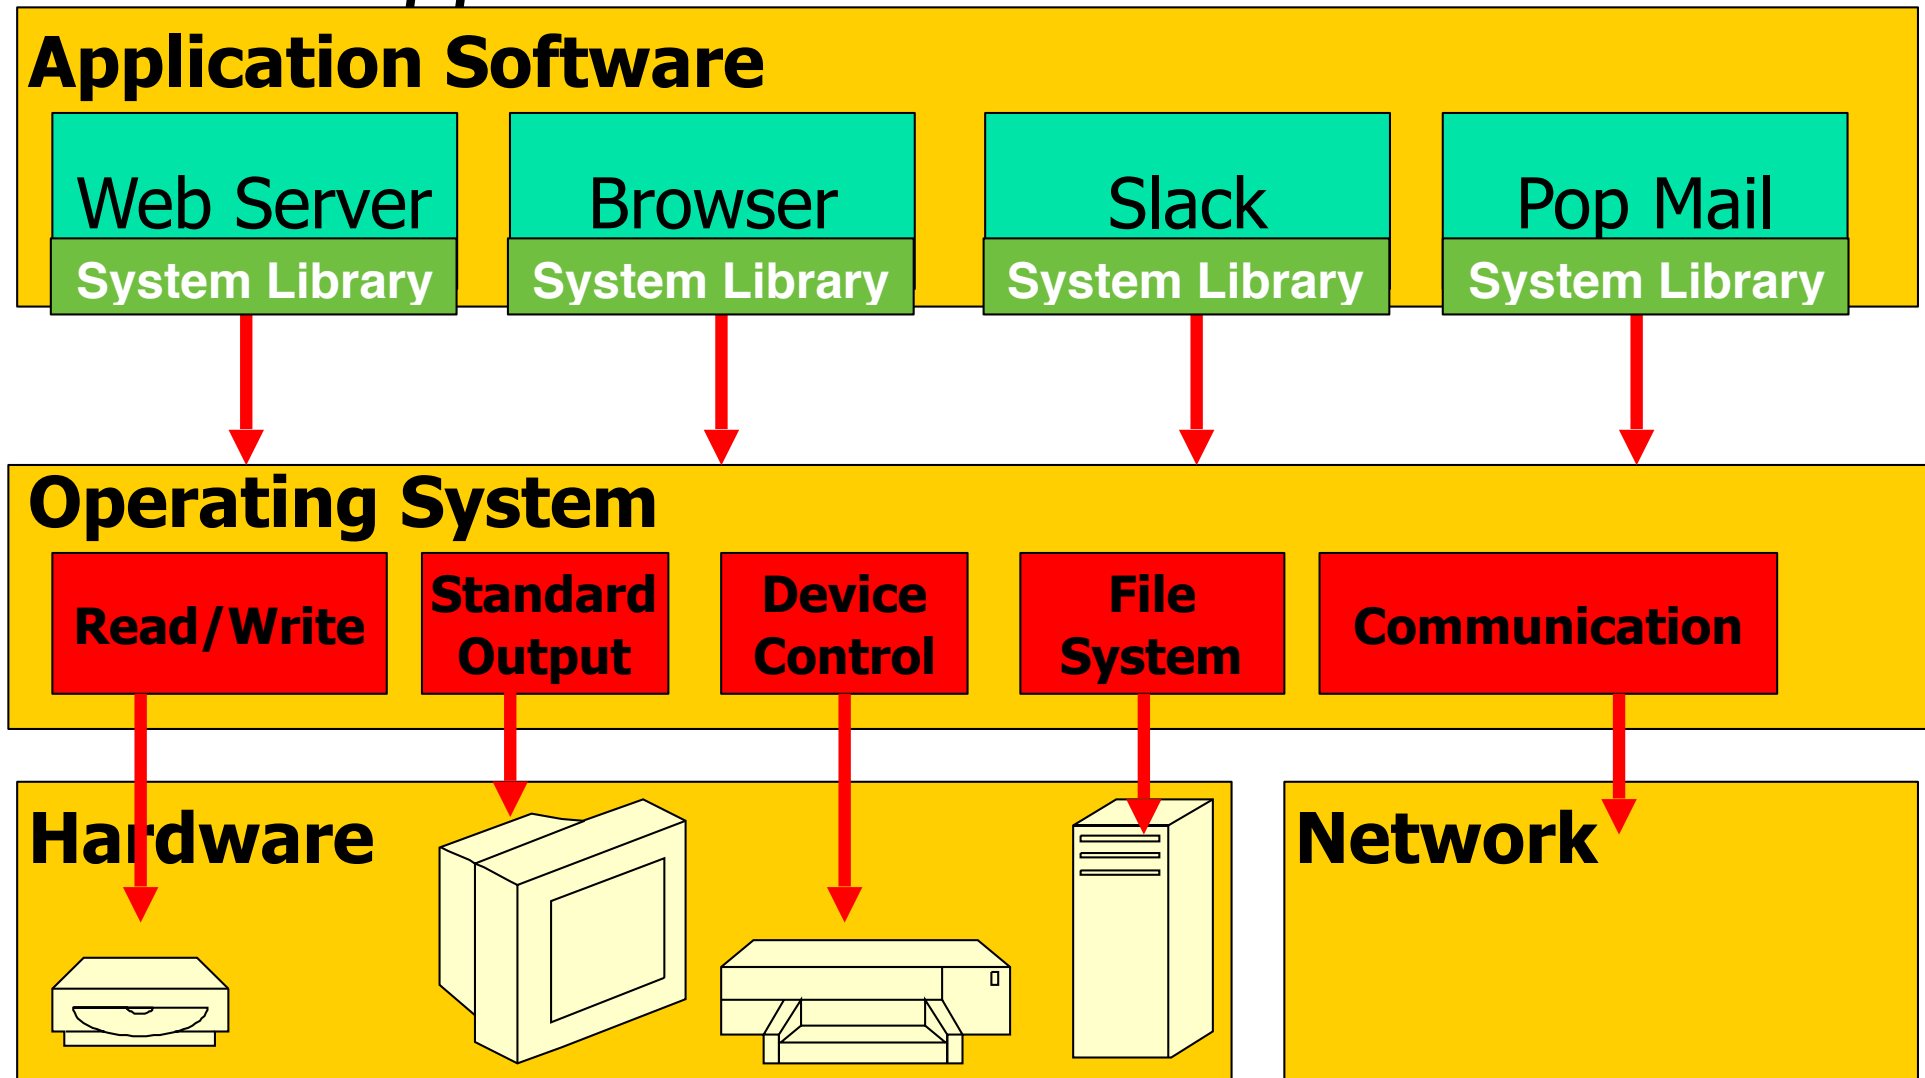 Application Software
Web Server
Browser
Slack
Pop Mail
System Library
System Library
System Library
System Library
Operating System
Read/Write
Standard
Output
Device
Control
File
System
Communication
Hardware
Network